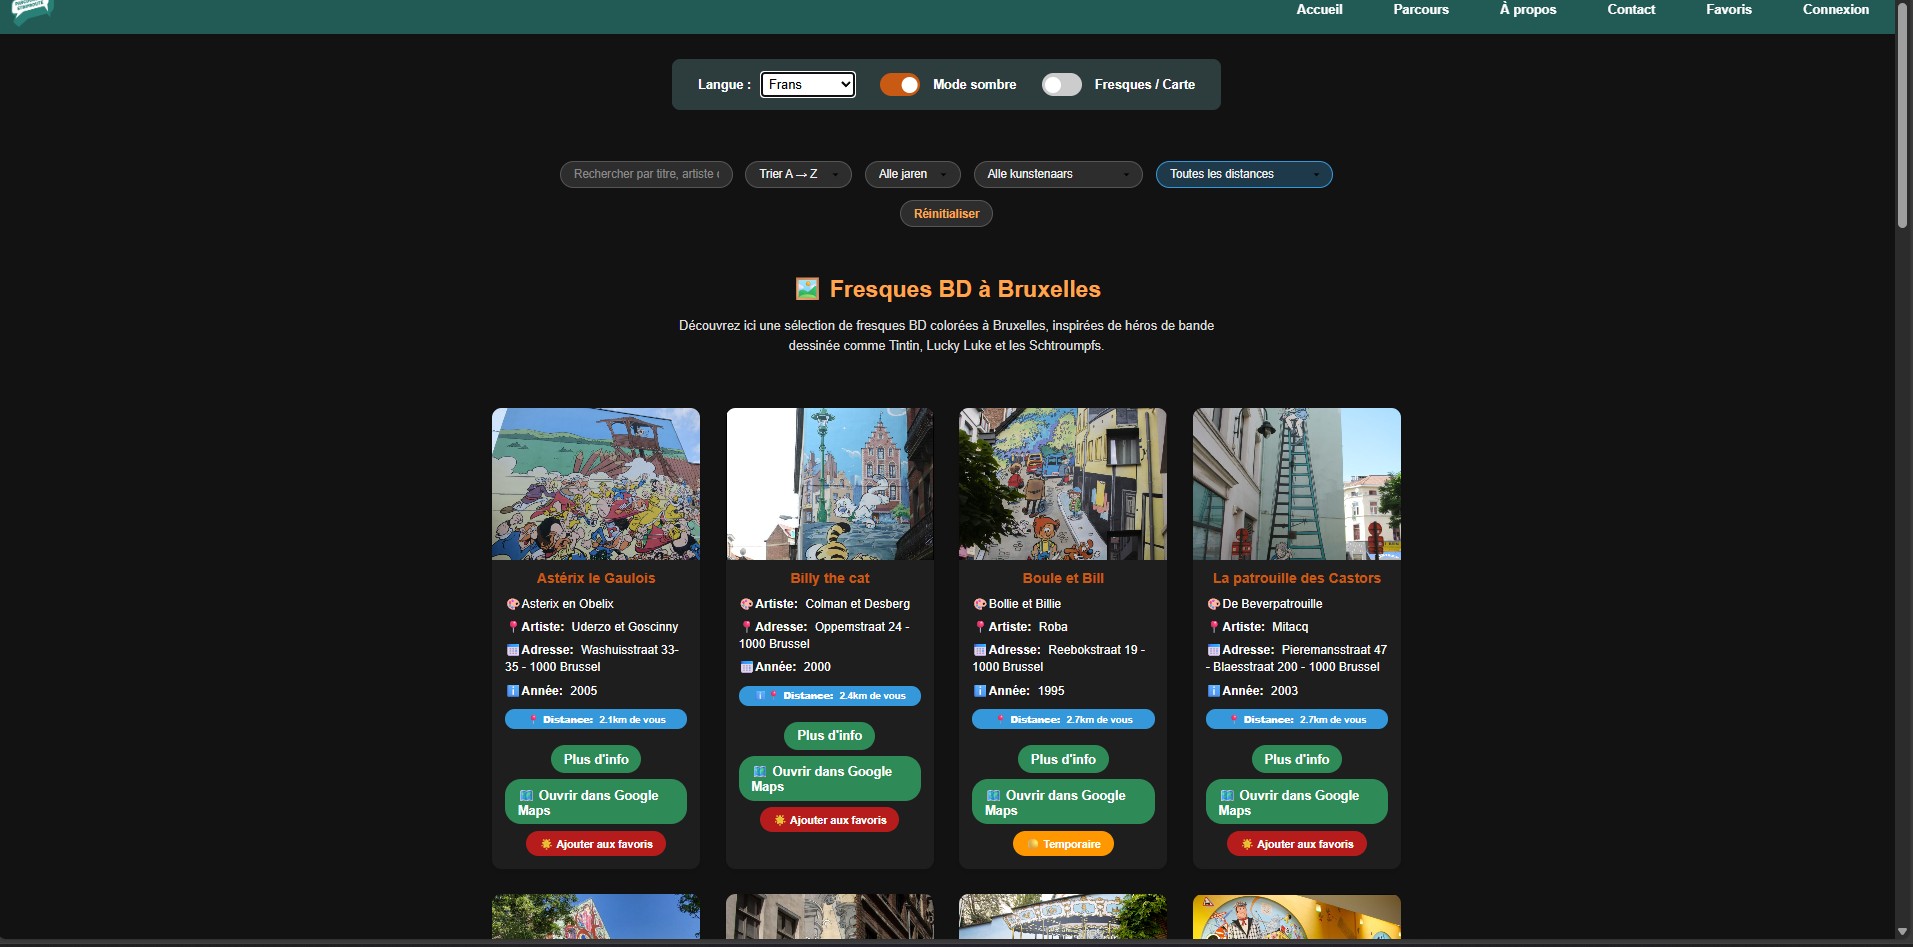 Accueil Parcours À propos Contact Favoris Connexion
Langue : Frans Mode sombre Fresques / Carte
Rechercher par titre, artiste Trier A → Z Alle jaren Alle kunstenaars Toutes les distances
Réinitialiser
Fresques BD à Bruxelles
Découvrez ici une sélection de fresques BD colorées à Bruxelles, inspirées de héros de bande
dessinée comme Tintin, Lucky Luke et les Schtroumpfs.
Astérix le Gaulois
Asterix en Obelix
Artiste: Uderzo et Goscinny
Adresse: Washuisstraat 33-
35 - 1000 Brussel
Année: 2005
Distance: 2.1km de vous
Plus d'info
Ouvrir dans Google
Maps
Ajouter aux favoris
Billy the cat
Artiste: Colman et Desberg
Adresse: Oppemstraat 24 -
1000 Brussel
Année: 2000
Distance: 2.4km de vous
Plus d'info
Ouvrir dans Google
Maps
Ajouter aux favoris
Boule et Bill
Bollie et Billie
Artiste: Roba
Adresse: Reebokstraat 19 -
1000 Brussel
Année: 1995
Distance: 2.7km de vous
Plus d'info
Ouvrir dans Google
Maps
Temporaire
La patrouille des Castors
De Beverpatrouille
Artiste: Mitacq
Adresse: Pieremansstraat 47
- Blaesstraat 200 - 1000 Brussel
Année: 2003
Distance: 2.7km de vous
Plus d'info
Ouvrir dans Google
Maps
Ajouter aux favoris